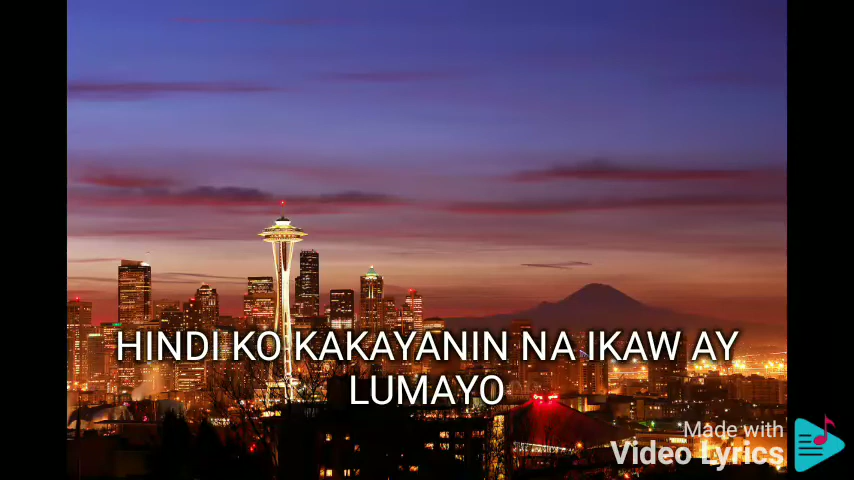 HINDI KO KAKAYANIN NA IKAW AY
LUMAYO
Made with
Video Lyrics